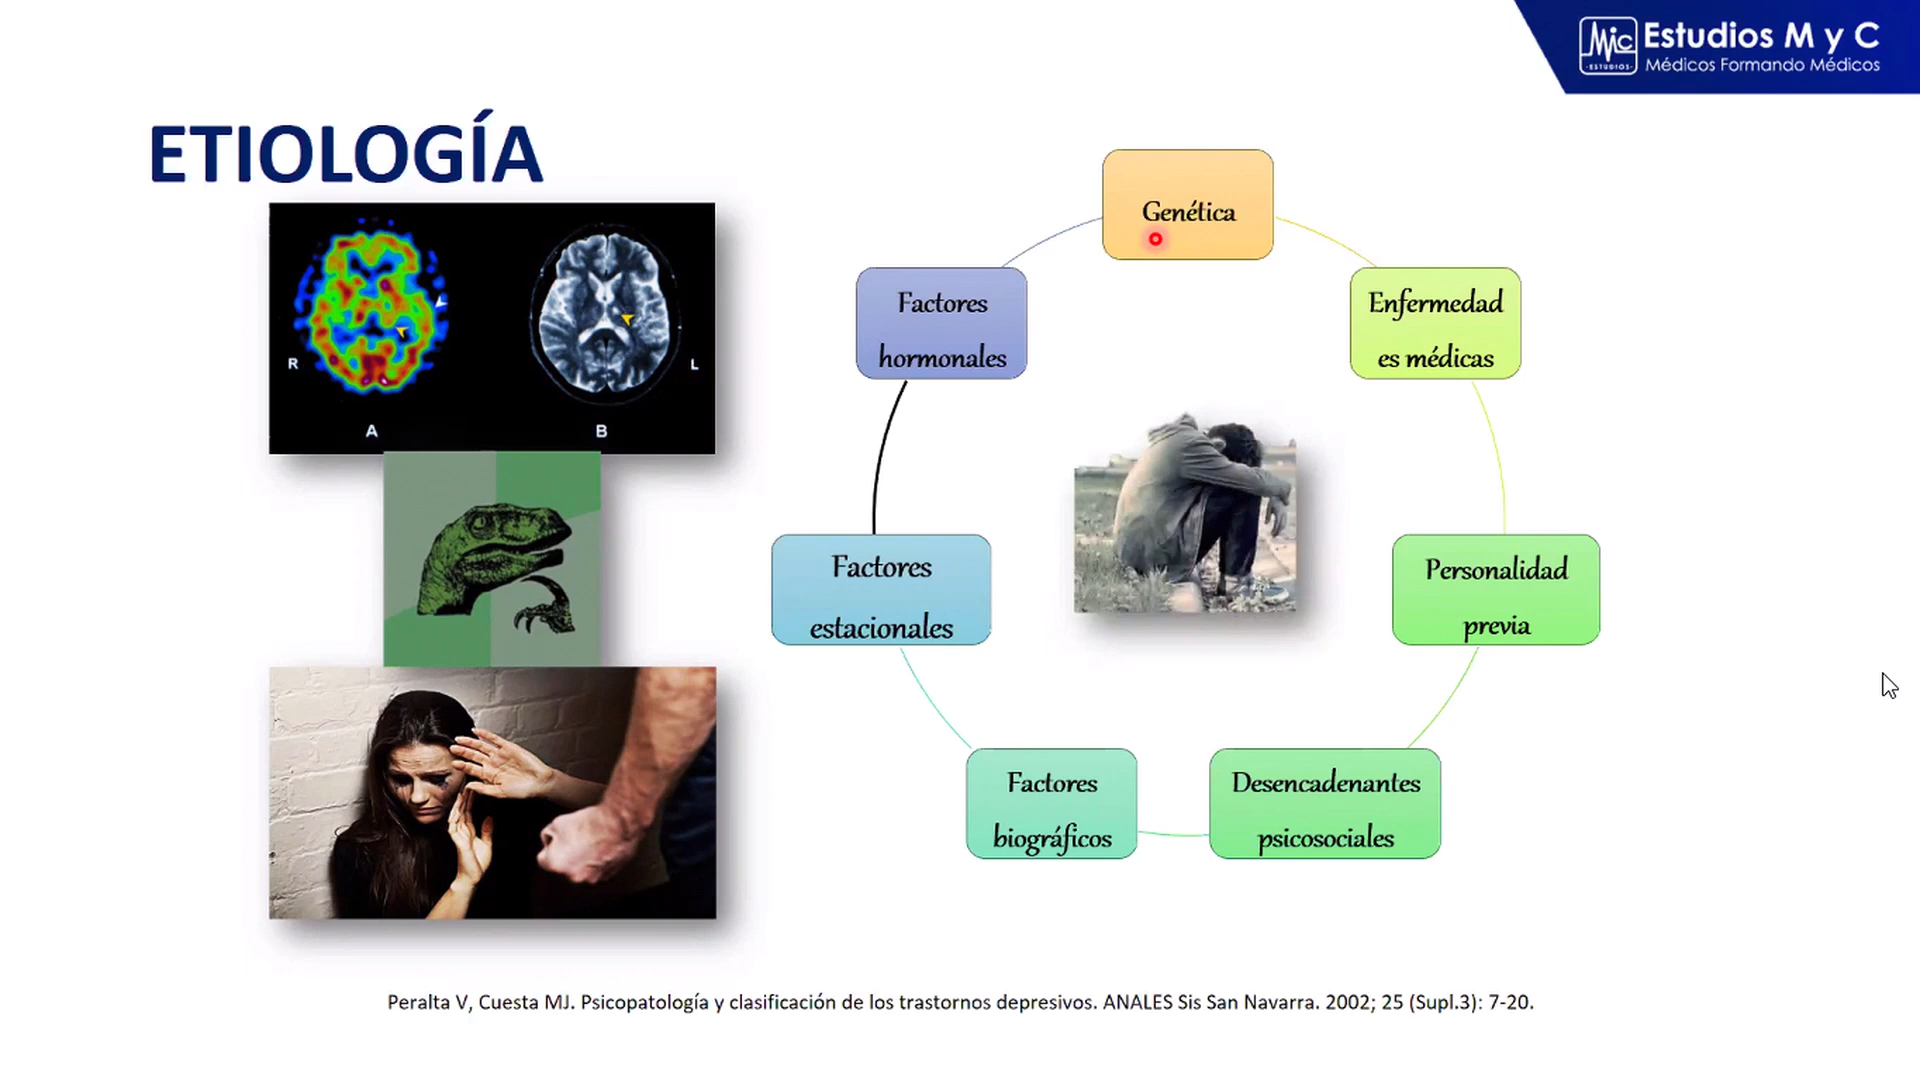 Mic
ESTUDIOS
Estudios M y C
Médicos Formando Médicos
ETIOLOGÍA
R
L
A
B
Genética
Enfermedad
es médicas
Personalidad
previa
Desencadenantes
psicosociales
Factores
biográficos
Factores
estacionales
Factores
hormonales
Peralta V, Cuesta MJ. Psicopatología y clasificación de los trastornos depresivos. ANALES Sis San Navarra. 2002; 25 (Supl.3): 7-20.